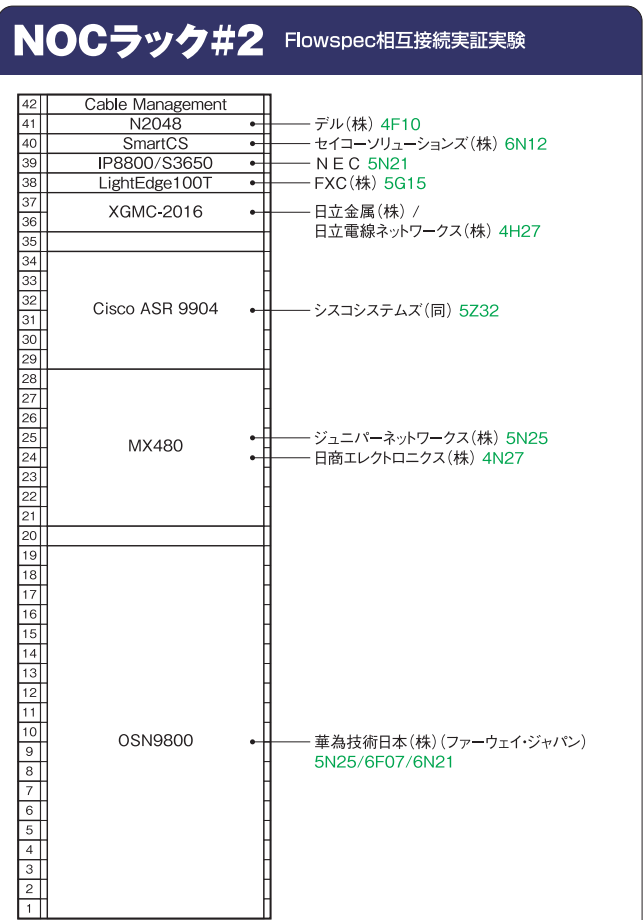 NOCラック#2 Flowspec相互接続実証実験
42 Cable Management
41 N2048 デル(株) 4F10
40 SmartCS セイコーソリューションズ(株) 6N12
39 IP8800/S3650 NEC 5N21
38 LightEdge100T FXC(株) 5G15
37
XGMC-2016 日立金属(株) /
36
日立電線ネットワークス(株) 4H27
35
34
33
32
Cisco ASR 9904 シスコシステムズ(同) 5Z32
31
30
29
28
27
26
25 ジュニパーネットワークス(株) 5N25
MX480
24 日商エレクトロニクス(株) 4N27
23
22
21
20
19
18
17
16
15
14
13
12
11
10
OSN9800 華為技術日本(株)(ファーウェイ・ジャパン)
9
5N25/6F07/6N21
8
7
6
5
4
3
2
1